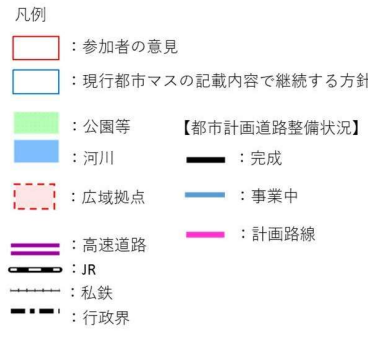 凡例
：参加者の意見
：現行都市マスの記載内容で継続する方針
：公園等
【都市計画道路整備状況】
：河川
：完成
：広域拠点
：事業中
：計画路線
：高速道路
：JR
：私鉄
：行政界